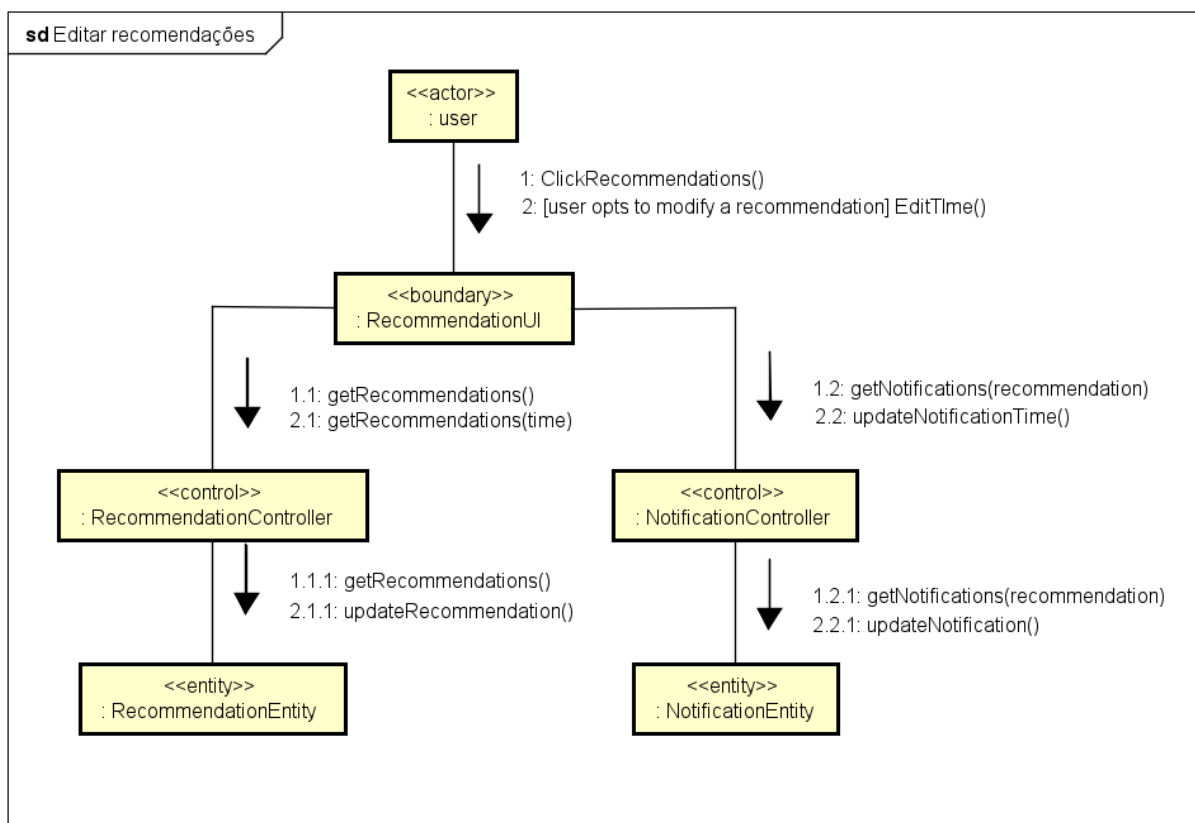 sd Editar recomendações
<<actor>>
: user
1: ClickRecommendations()
2: [user opts to modify a recommendation] EditTIme()
<<boundary>>
: RecommendationUI
1.1: getRecommendations()
2.1: getRecommendations(time)
1.2: getNotifications(recommendation)
2.2: updateNotificationTime()
<<control>>
: RecommendationController
<<control>>
: NotificationController
1.1.1: getRecommendations()
2.1.1: updateRecommendation()
1.2.1: getNotifications(recommendation)
2.2.1: updateNotification()
<<entity>>
: RecommendationEntity
<<entity>>
: NotificationEntity